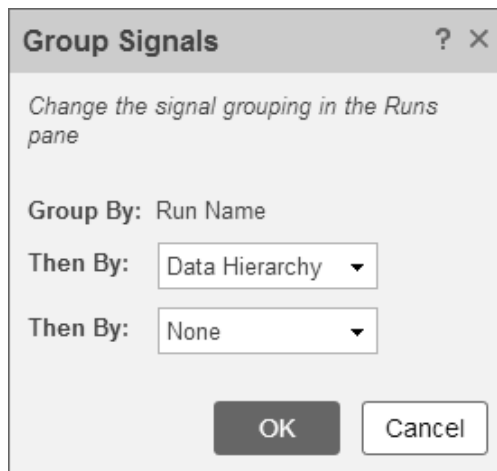 Group Signals ? ×
Change the signal grouping in the Runs
pane
Group By: Run Name
Then By: Data Hierarchy
Then By: None
OK Cancel